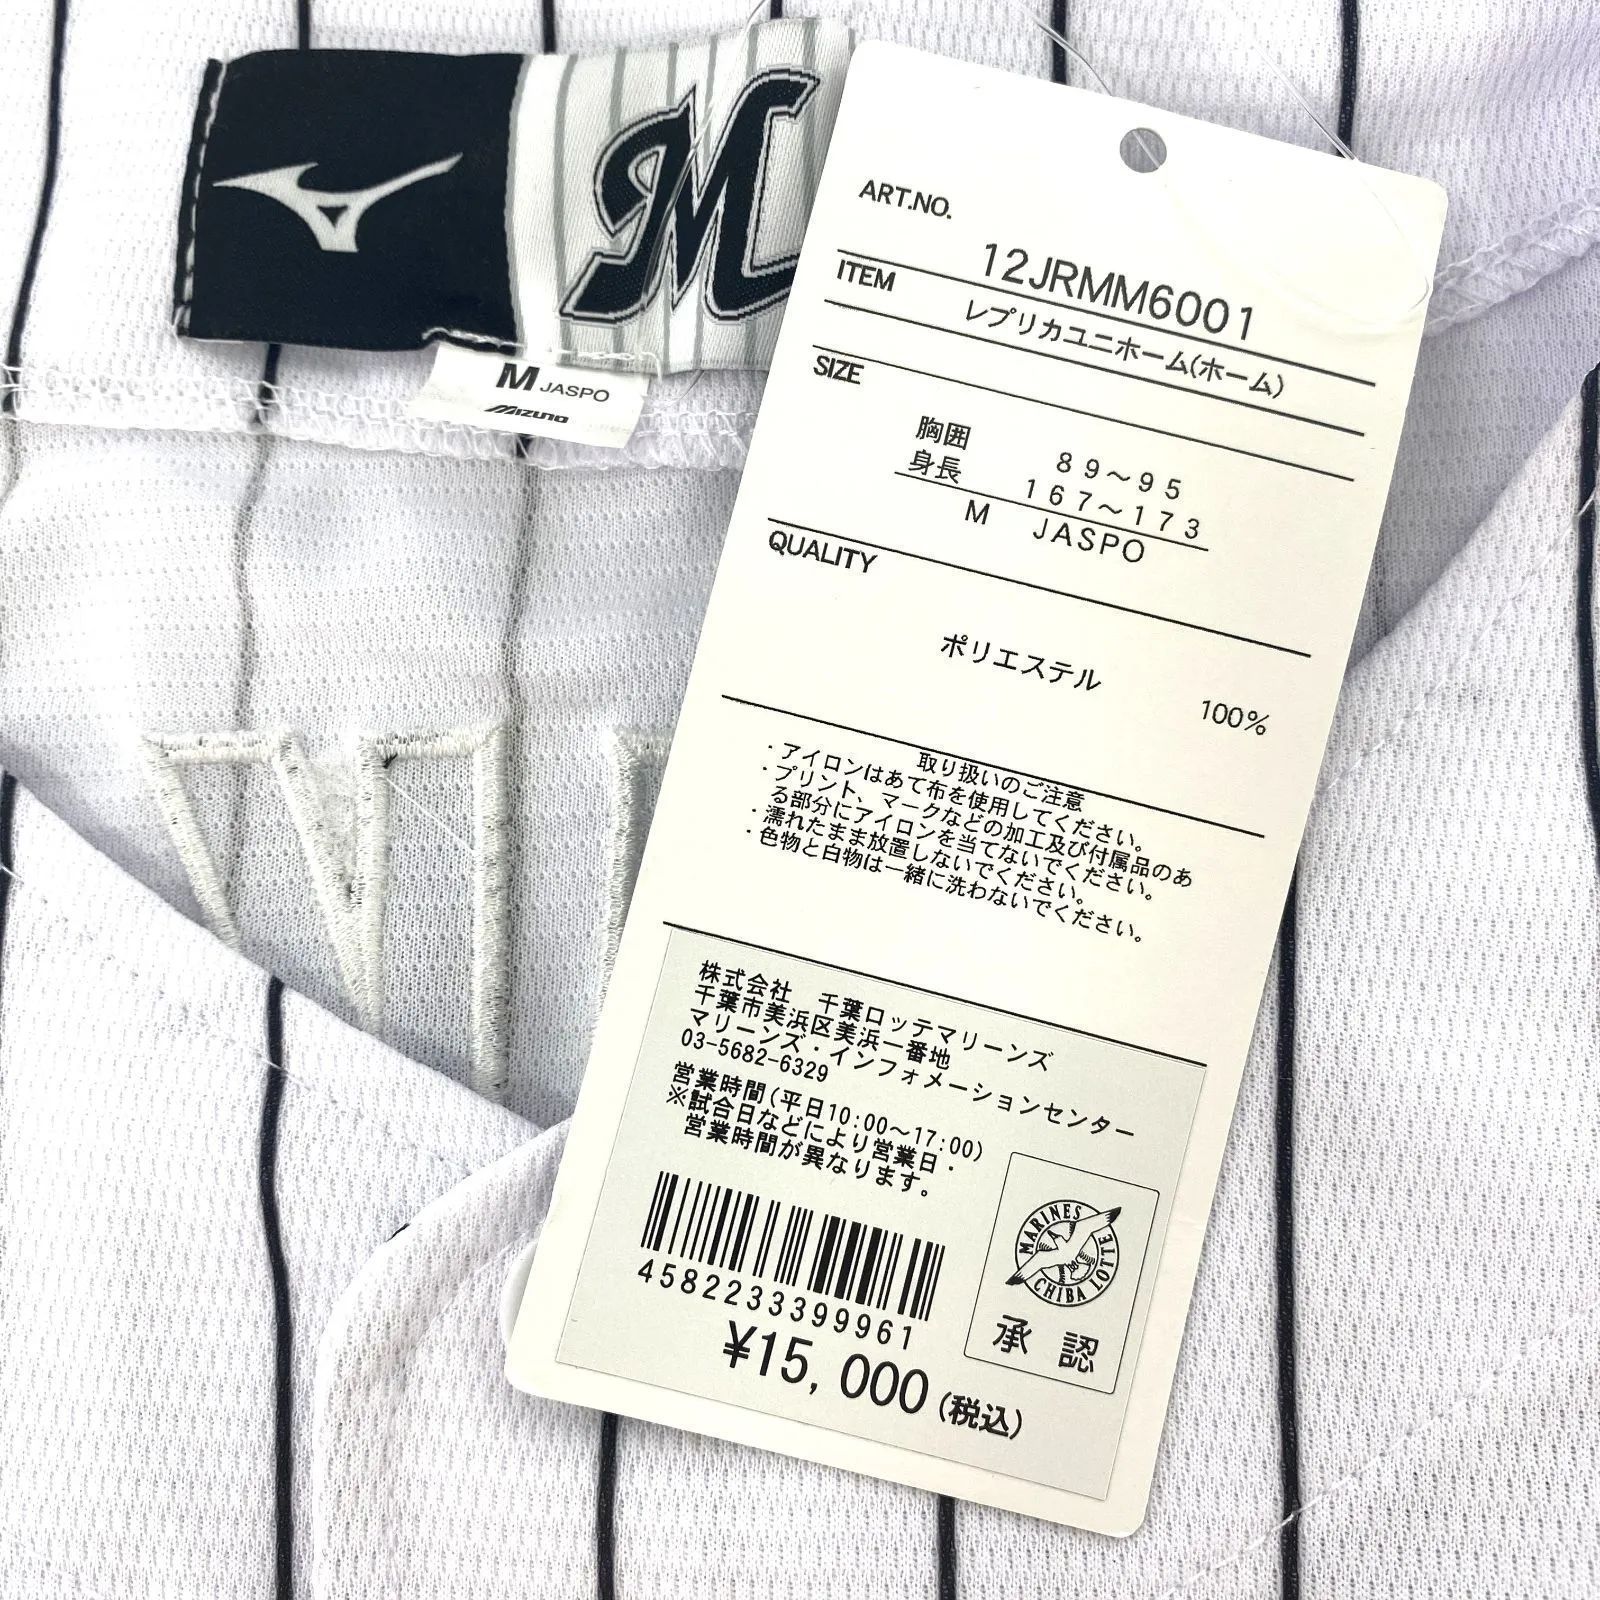 M
M JASPO
Mizuno
ART.NO.
12JRMM6001
ITEM
レプリカユニホーム(ホーム)
SIZE
胸囲 89～95
身長 167～173
M JASPO
QUALITY
ポリエステル 100%
取り扱いのご注意
・アイロンはあて布を使用してください。
・プリント、マークなどの加工及び付属品のあ
る部分にアイロンを当てないでください。
・濡れたまま放置しないでください。
・色物と白物は一緒に洗わないでください。
株式会社 千葉ロッテマリーンズ
千葉市美浜区美浜一番地
マリーンズ・インフォメーションセンター
03-5682-6329
営業時間(平日10:00～17:00)
※試合日などにより営業日・
営業時間が異なります。
4582233399961
¥15,000(税込)
MARINES
CHIBA LOTTE
承認